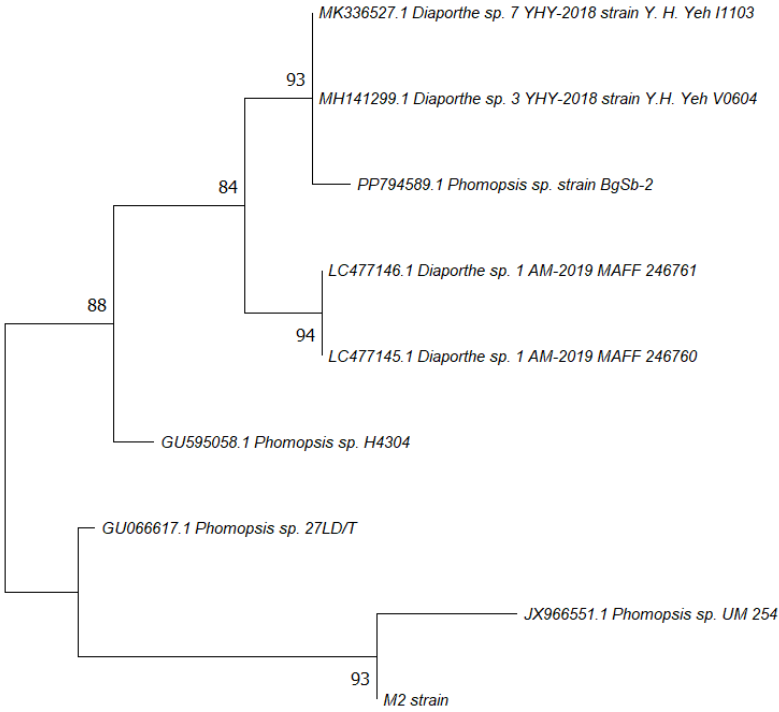 MK336527.1 Diaporthe sp. 7 YHY-2018 strain Y. H. Yeh I1103
93
MH141299.1 Diaporthe sp. 3 YHY-2018 strain Y.H. Yeh V0604
84
PP794589.1 Phomopsis sp. strain BgSb-2
LC477146.1 Diaporthe sp. 1 AM-2019 MAFF 246761
88
94
LC477145.1 Diaporthe sp. 1 AM-2019 MAFF 246760
GU595058.1 Phomopsis sp. H4304
GU066617.1 Phomopsis sp. 27LD/T
JX966551.1 Phomopsis sp. UM 254
93
M2 strain